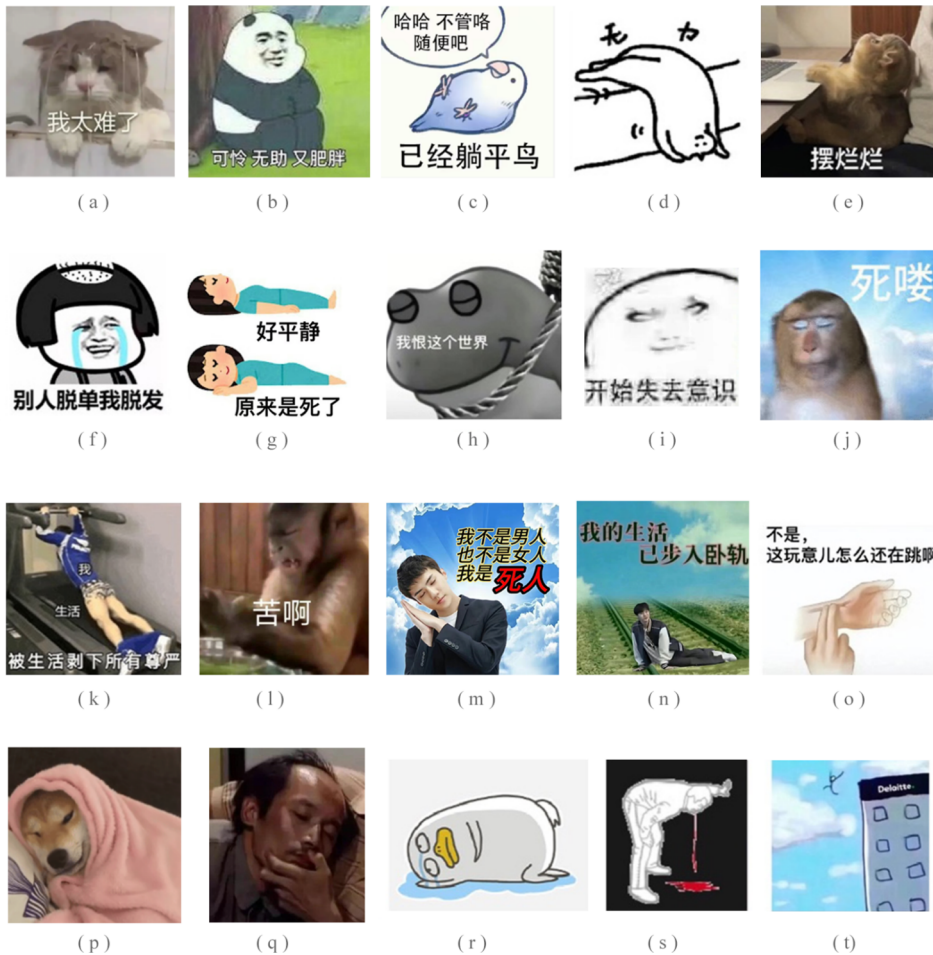 我太难了
可怜 无助 又肥胖
哈哈 不管咯
随便吧
已经躺平鸟
无 力
摆烂烂
(a)
(b)
(c)
(d)
(e)
别人脱单我脱发
好平静
原来是死了
我恨这个世界
开始失去意识
死喽
(f)
(g)
(h)
(i)
(j)
我
生活
被生活剥下所有尊严
苦啊
我不是男人
也不是女人
我是 死人
我的生活
已步入卧轨
不是，
这玩意儿怎么还在跳啊
(k)
(l)
(m)
(n)
(o)
Deloitte.
(p)
(q)
(r)
(s)
(t)